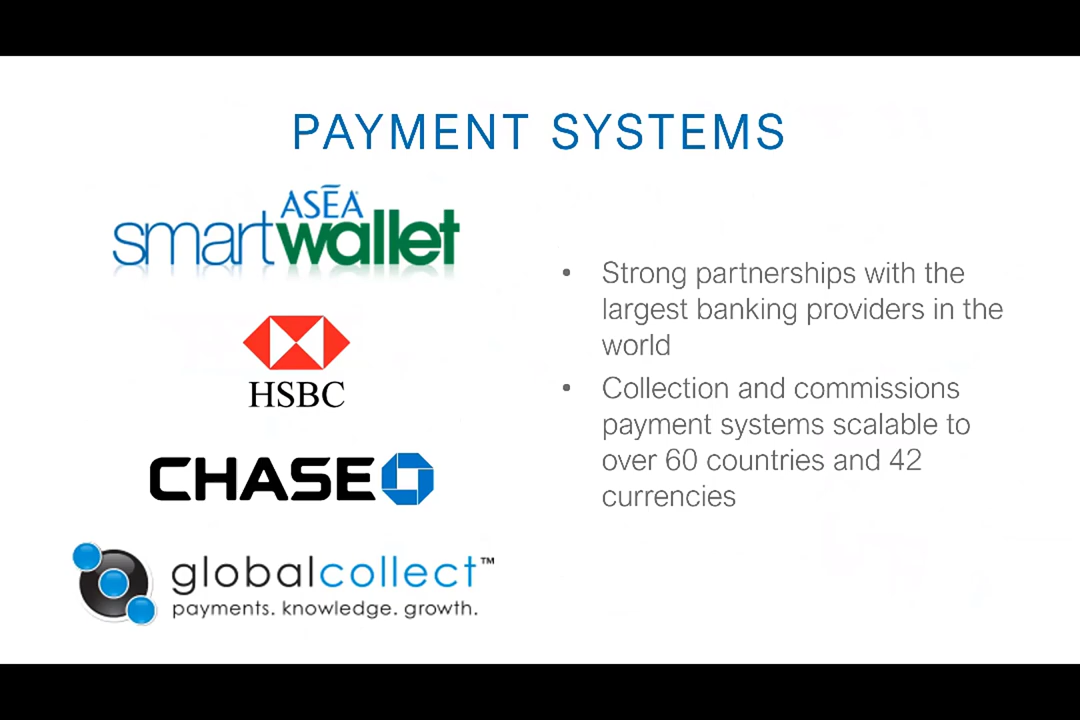 PAYMENT SYSTEMS
ASEA
smartwallet
HSBC
CHASE
globalcollect™
payments. knowledge. growth.
• Strong partnerships with the
largest banking providers in the
world
• Collection and commissions
payment systems scalable to
over 60 countries and 42
currencies